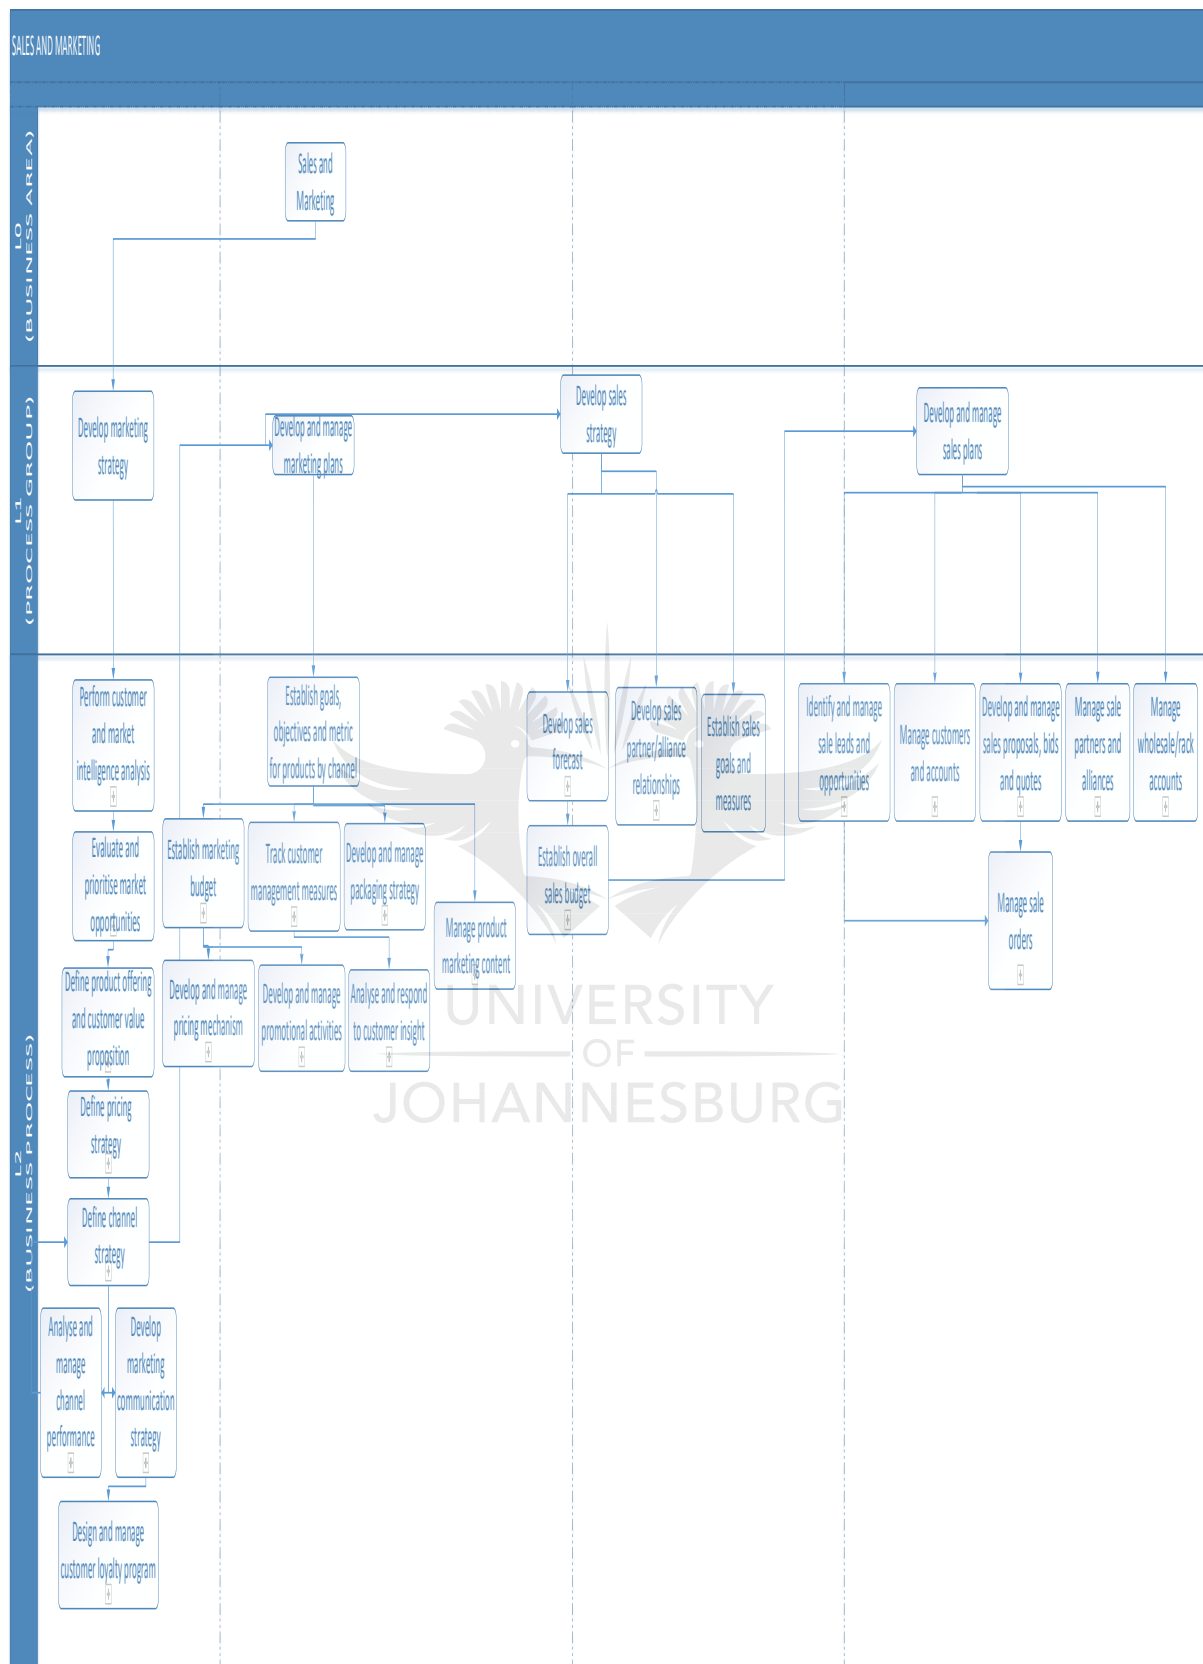 SALES AND MARKETING
L0
(BUSINESS AREA)
Sales and
Marketing
L1
(PROCESS GROUP)
Develop marketing
strategy
Develop and manage
marketing plans
Develop sales
strategy
Develop and manage
sales plans
L2
(BUSINESS PROCESS)
Perform customer
and market
intelligence analysis
Evaluate and
prioritise market
opportunities
Define product offering
and customer value
proposition
Define pricing
strategy
Define channel
strategy
Analyse and
manage
channel
performance
Develop
marketing
communication
strategy
Design and manage
customer loyalty program
Establish goals,
objectives and metric
for products by channel
Establish marketing
budget
Track customer
management measures
Develop and manage
packaging strategy
Manage product
marketing content
Develop and manage
pricing mechanism
Develop and manage
promotional activities
Analyse and respond
to customer insight
Develop sales
forecast
Develop sales
partner/alliance
relationships
Establish sales
goals and
measures
Establish overall
sales budget
Identify and manage
sale leads and
opportunities
Manage customers
and accounts
Develop and manage
sales proposals, bids
and quotes
Manage sale
partners and
alliances
Manage
wholesale/rack
accounts
Manage sale
orders
UNIVERSITY
OF
JOHANNESBURG